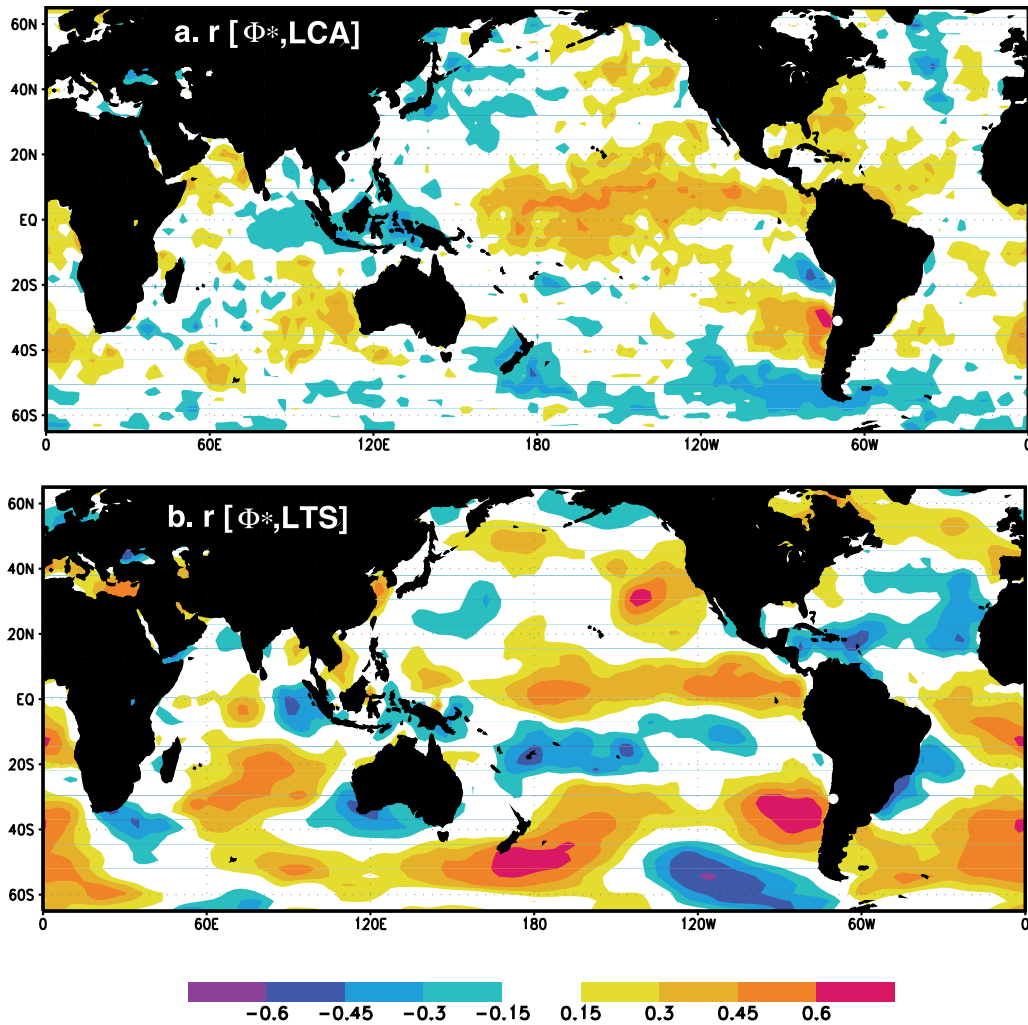 a. r [Φ*,LCA]
60N
40N
20N
EQ
20S
40S
60S
0 60E 120E 180 120W 60W 0
b. r [Φ*,LTS]
60N
40N
20N
EQ
20S
40S
60S
0 60E 120E 180 120W 60W 0
-0.6 -0.45 -0.3 -0.15 0.15 0.3 0.45 0.6